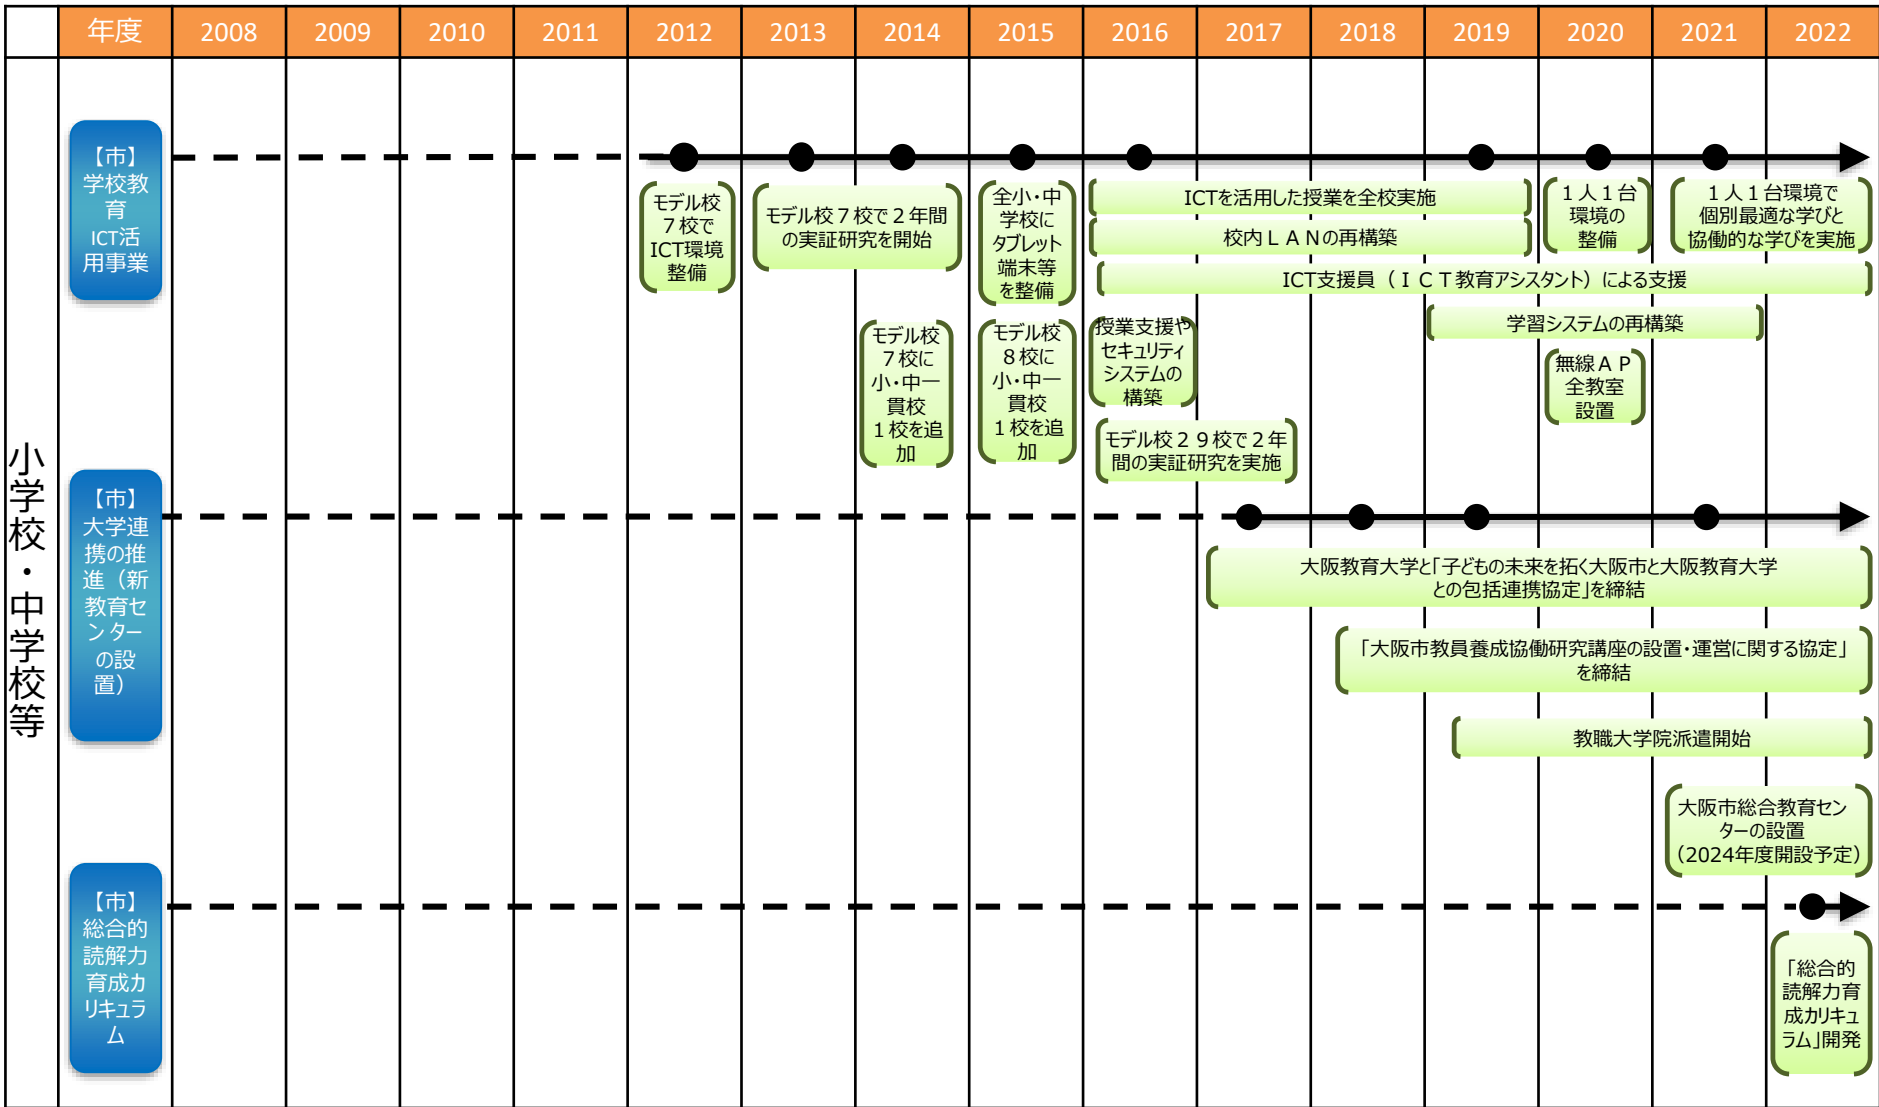 年度 2008 2009 2010 2011 2012 2013 2014 2015 2016 2017 2018 2019 2020 2021 2022
小学校・中学校等
【市】
学校教
育
ICT活
用事業
モデル校
７校で
ICT環境
整備
モデル校７校で２年間
の実証研究を開始
全小・中
学校に
タブレット
端末等
を整備
ICTを活用した授業を全校実施
校内ＬＡＮの再構築
１人１台
環境の
整備
１人１台環境で
個別最適な学びと
協働的な学びを実施
ICT支援員（ＩＣＴ教育アシスタント）による支援
モデル校
７校に
小・中一
貫校
１校を追
加
モデル校
８校に
小・中一
貫校
１校を追
加
授業支援や
セキュリティ
システムの
構築
学習システムの再構築
無線ＡＰ
全教室
設置
モデル校２９校で２年
間の実証研究を実施
【市】
大学連
携の推
進（新
教育セ
ンター
の設
置）
大阪教育大学と「子どもの未来を拓く大阪市と大阪教育大学
との包括連携協定」を締結
「大阪市教員養成協働研究講座の設置・運営に関する協定」
を締結
教職大学院派遣開始
大阪市総合教育セン
ターの設置
（2024年度開設予定）
【市】
総合的
読解力
育成カ
リキュラ
ム
「総合的
読解力育
成カリキュ
ラム」開発